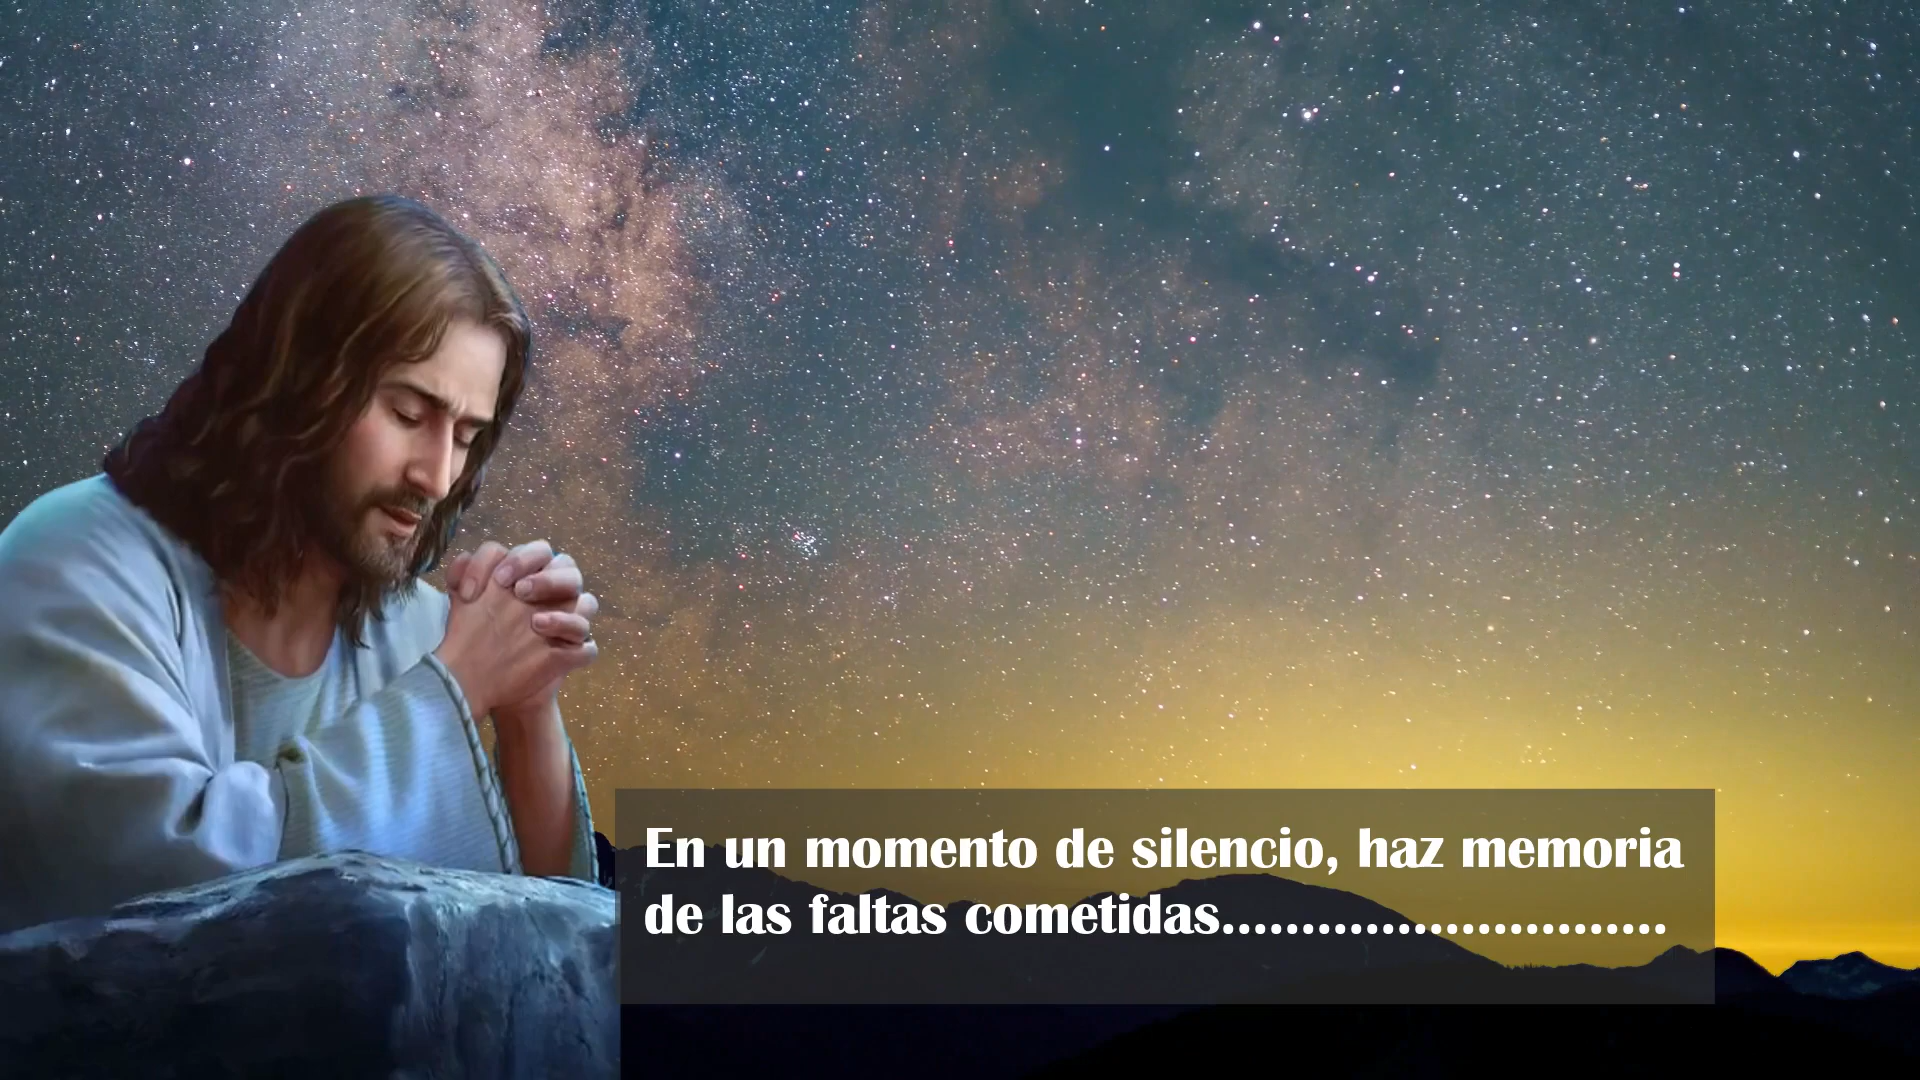 En un momento de silencio, haz memoria
de las faltas cometidas............................